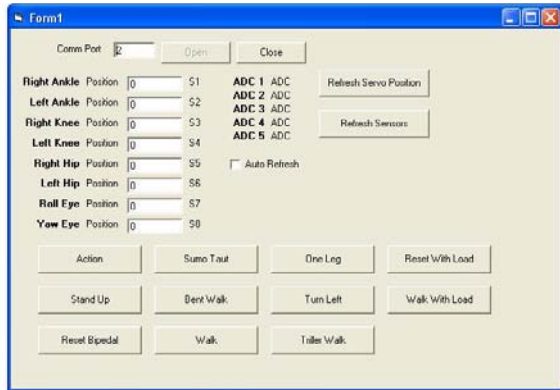 Form1
Comm Port 2 Open Close
Right Ankle Position 0 S1 ADC 1 ADC Refresh Servo Position
Left Ankle Position 0 S2 ADC 2 ADC
Right Knee Position 0 S3 ADC 3 ADC Refresh Sensors
Left Knee Position 0 S4 ADC 4 ADC
ADC 5 ADC
Right Hip Position 0 S5 Auto Refresh
Left Hip Position 0 S6
Roll Eye Position 0 S7
Yaw Eye Position 0 S8
Action Sumo Taut One Leg Reset With Load
Stand Up Bent Walk Turn Left Walk With Load
Reset Bipedal Walk Triller Walk